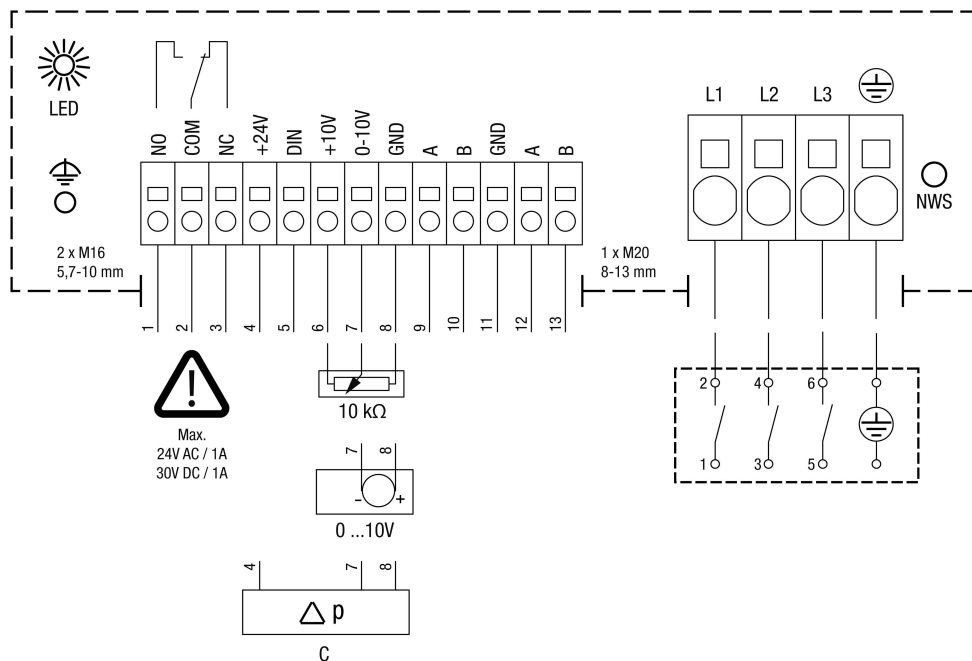 LED
NO
COM
NC
+24V
DIN
+10V
0-10V
GND
A
B
GND
A
B
L1
L2
L3
NWS
2 x M16
5,7-10 mm
1 x M20
8-13 mm
1
2
3
4
5
6
7
8
9
10
11
12
13
!
Max.
24V AC / 1A
30V DC / 1A
10 kΩ
7
8
- +
0 ...10V
4
7
8
△ p
C
2
4
6
1
3
5